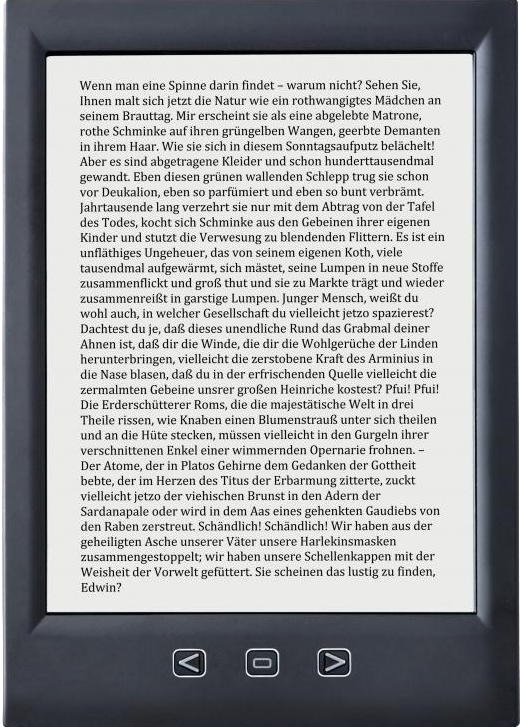 Wenn man eine Spinne darin findet – warum nicht? Sehen Sie,
Ihnen malt sich jetzt die Natur wie ein rothwangigtes Mädchen an
seinem Brauttag. Mir erscheint sie als eine abgelebte Matrone,
rothe Schminke auf ihren grüngelben Wangen, geerbte Demanten
in ihrem Haar. Wie sie sich in diesem Sonntagsaufputz belächelt!
Aber es sind abgetragene Kleider und schon hunderttausendmal
gewandt. Eben diesen grünen wallenden Schlepp trug sie schon
vor Deukalion, eben so parfümiert und eben so bunt verbrämt.
Jahrtausende lang verzehrt sie nur mit dem Abtrag von der Tafel
des Todes, kocht sich Schminke aus den Gebeinen ihrer eigenen
Kinder und stutzt die Verwesung zu blendenden Flittern. Es ist ein
unfläthiges Ungeheuer, das von seinem eigenen Koth, viele
tausendmal aufgewärmt, sich mästet, seine Lumpen in neue Stoffe
zusammenflickt und groß thut und sie zu Markte trägt und wieder
zusammenreißt in garstige Lumpen. Junger Mensch, weißt du
wohl auch, in welcher Gesellschaft du vielleicht jetzo spazierest?
Dachtest du je, daß dieses unendliche Rund das Grabmal deiner
Ahnen ist, daß dir die Winde, die dir die Wohlgerüche der Linden
herunterbringen, vielleicht die zerstobene Kraft des Arminius in
die Nase blasen, daß du in der erfrischenden Quelle vielleicht die
zermalmten Gebeine unsrer großen Heinriche kostest? Pfui! Pfui!
Die Erderschütterer Roms, die die majestätische Welt in drei
Theile rissen, wie Knaben einen Blumenstrauß unter sich theilen
und an die Hüte stecken, müssen vielleicht in den Gurgeln ihrer
verschnittenen Enkel einer wimmernden Opernarie frohnen. –
Der Atome, der in Platos Gehirne dem Gedanken der Gottheit
bebte, der im Herzen des Titus der Erbarmung zitterte, zuckt
vielleicht jetzo der viehischen Brunst in den Adern der
Sardanapale oder wird in dem Aas eines gehenkten Gaudiebs von
den Raben zerstreut. Schändlich! Schändlich! Wir haben aus der
geheiligten Asche unserer Väter unsere Harlekinsmasken
zusammengestoppelt; wir haben unsere Schellenkappen mit der
Weisheit der Vorwelt gefüttert. Sie scheinen das lustig zu finden,
Edwin?